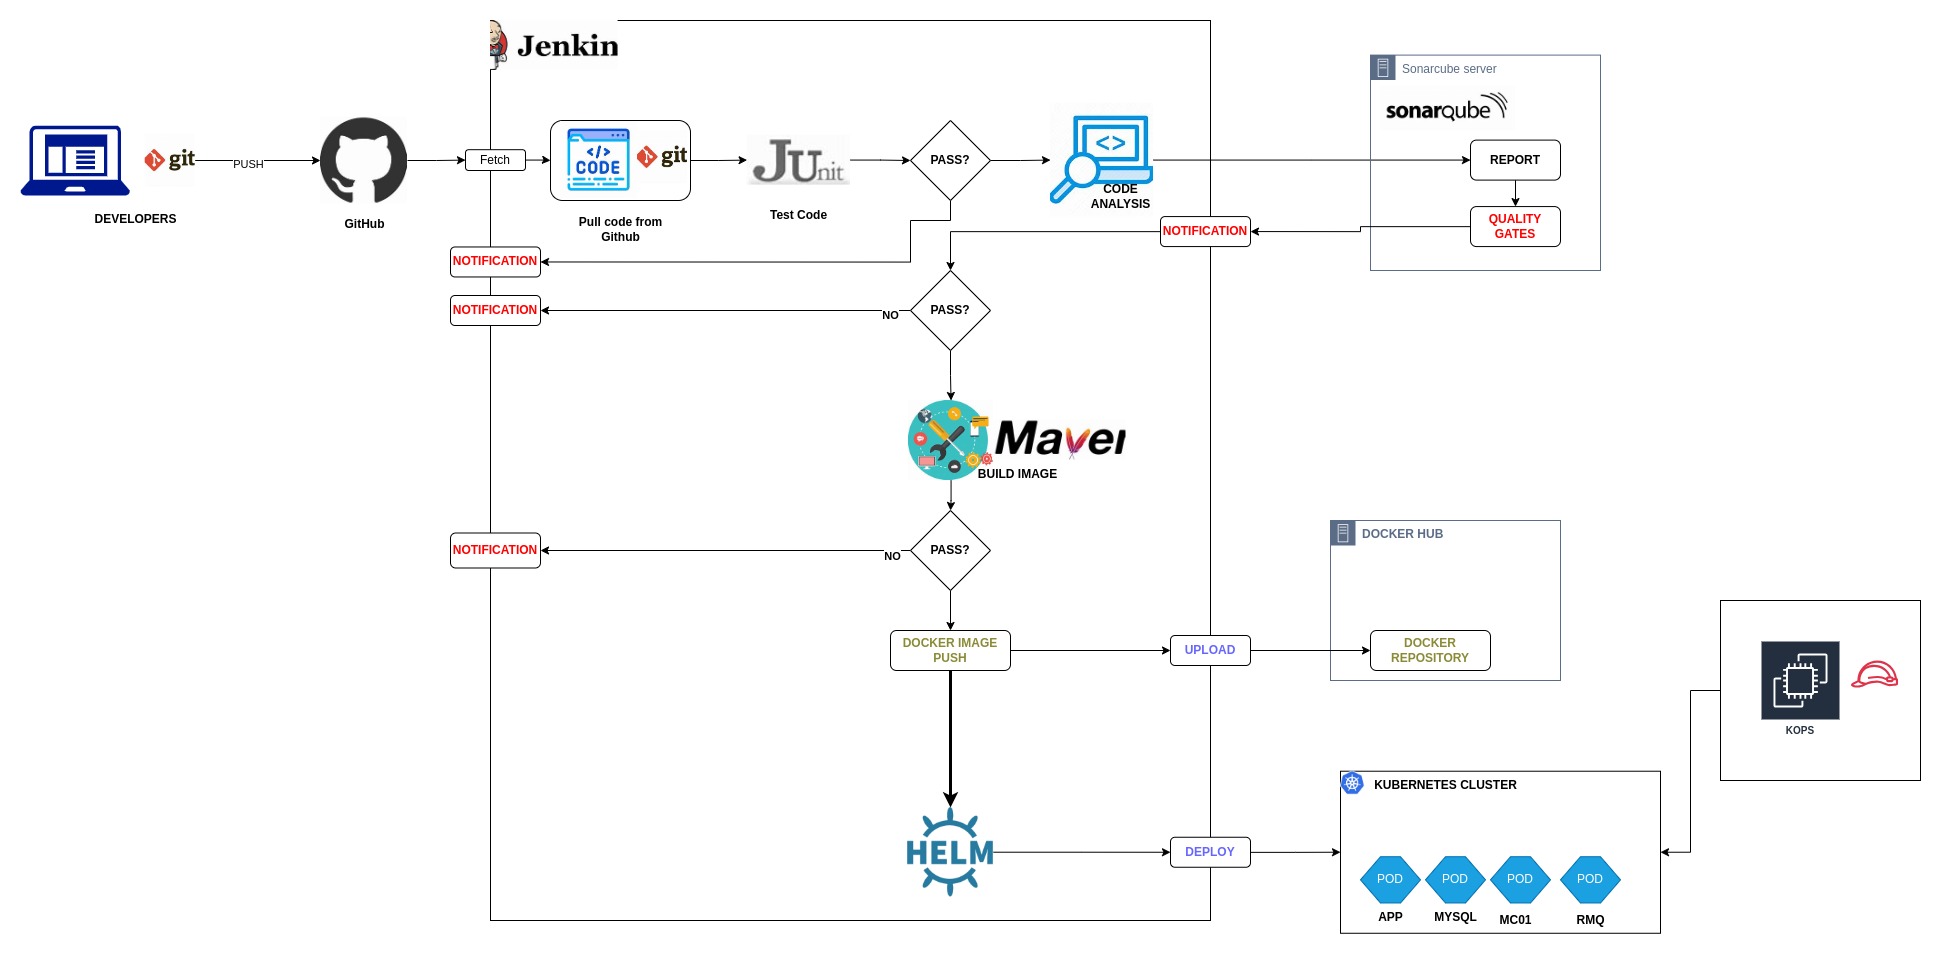 Jenkin
Sonarcube server
sonarqube
git
PUSH
DEVELOPERS
GitHub
Fetch
</>
CODE
git
Pull code from
Github
JUnit
Test Code
PASS?
<>
CODE
ANALYSIS
REPORT
QUALITY
GATES
NOTIFICATION
NOTIFICATION
NOTIFICATION
NO
PASS?
Maven
BUILD IMAGE
NOTIFICATION
NO
PASS?
DOCKER HUB
DOCKER IMAGE
PUSH
UPLOAD
DOCKER
REPOSITORY
KOPS
KUBERNETES CLUSTER
HELM
DEPLOY
POD
POD
POD
POD
APP
MYSQL
MC01
RMQ